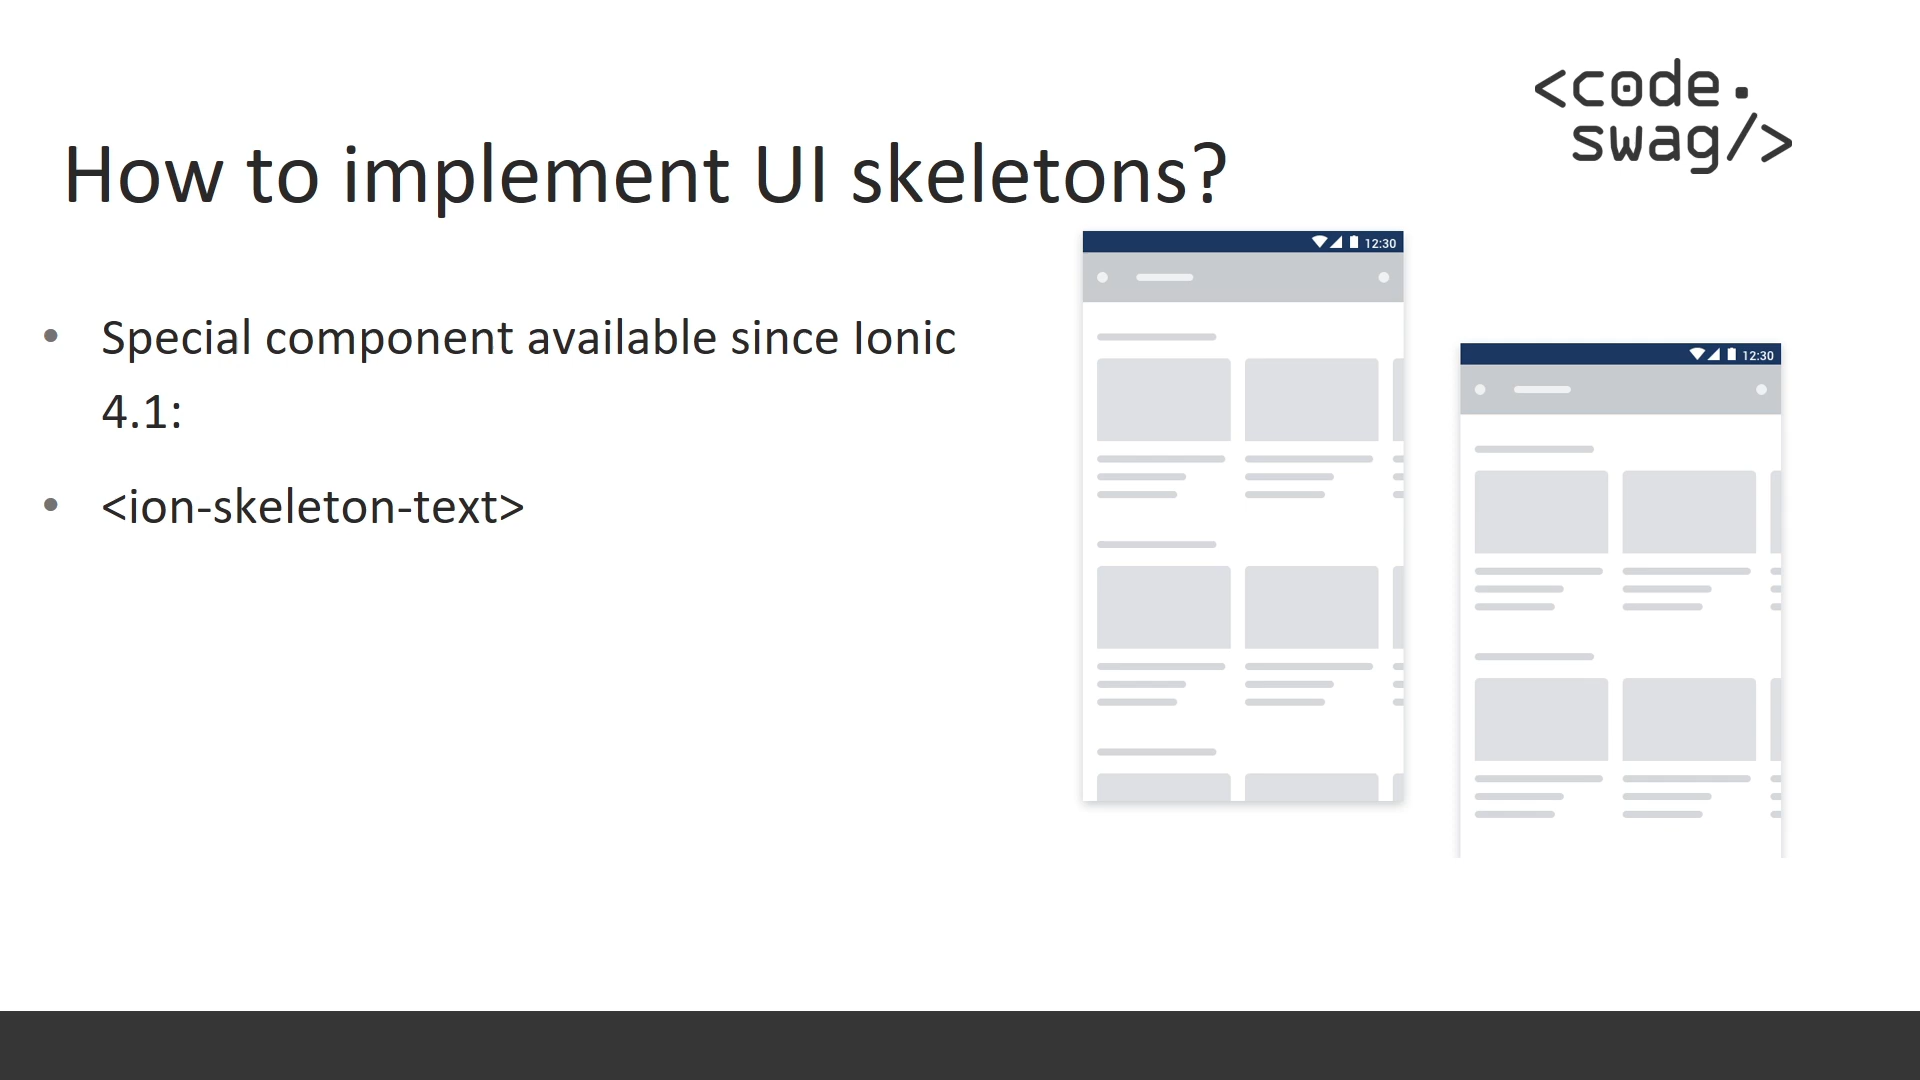 <code.
swag/>
How to implement UI skeletons?
12:30
• Special component available since Ionic
4.1:
12:30
• <ion-skeleton-text>